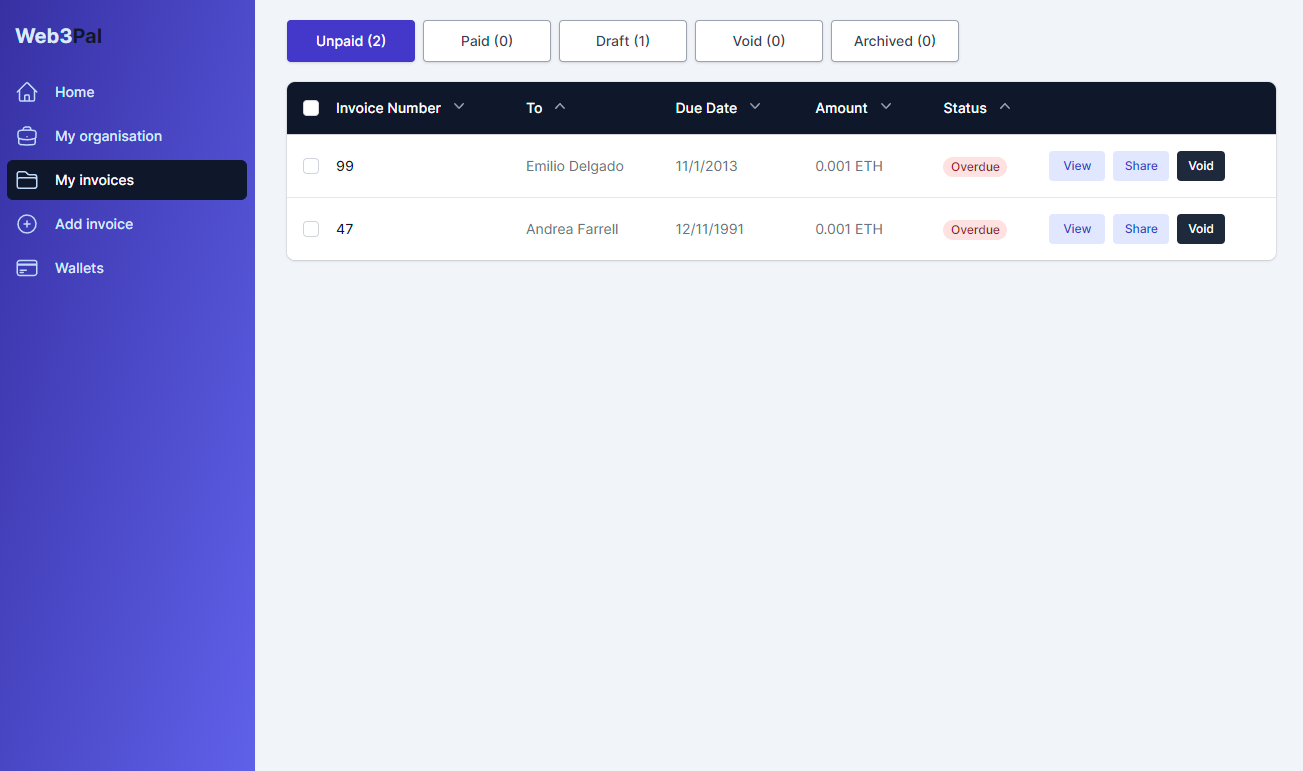 Web3Pal
Home
My organisation
My invoices
Add invoice
Wallets
Unpaid (2) Paid (0) Draft (1) Void (0) Archived (0)
Invoice Number To Due Date Amount Status
99 Emilio Delgado 11/1/2013 0.001 ETH Overdue View Share Void
47 Andrea Farrell 12/11/1991 0.001 ETH Overdue View Share Void